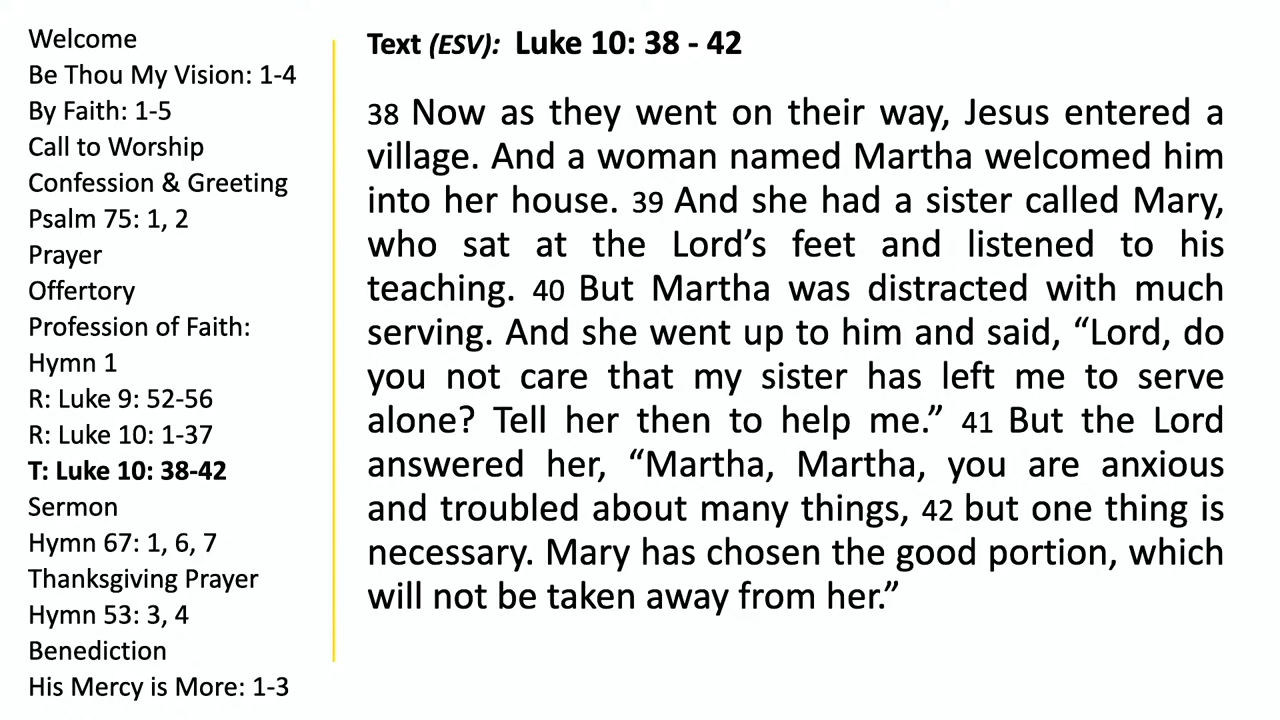 Welcome
Be Thou My Vision: 1-4
By Faith: 1-5
Call to Worship
Confession & Greeting
Psalm 75: 1, 2
Prayer
Offertory
Profession of Faith:
Hymn 1
R: Luke 9: 52-56
R: Luke 10: 1-37
T: Luke 10: 38-42
Sermon
Hymn 67: 1, 6, 7
Thanksgiving Prayer
Hymn 53: 3, 4
Benediction
His Mercy is More: 1-3
Text (ESV): Luke 10: 38 - 42
38 Now as they went on their way, Jesus entered a
village. And a woman named Martha welcomed him
into her house. 39 And she had a sister called Mary,
who sat at the Lord’s feet and listened to his
teaching. 40 But Martha was distracted with much
serving. And she went up to him and said, “Lord, do
you not care that my sister has left me to serve
alone? Tell her then to help me.” 41 But the Lord
answered her, “Martha, Martha, you are anxious
and troubled about many things, 42 but one thing is
necessary. Mary has chosen the good portion, which
will not be taken away from her.”